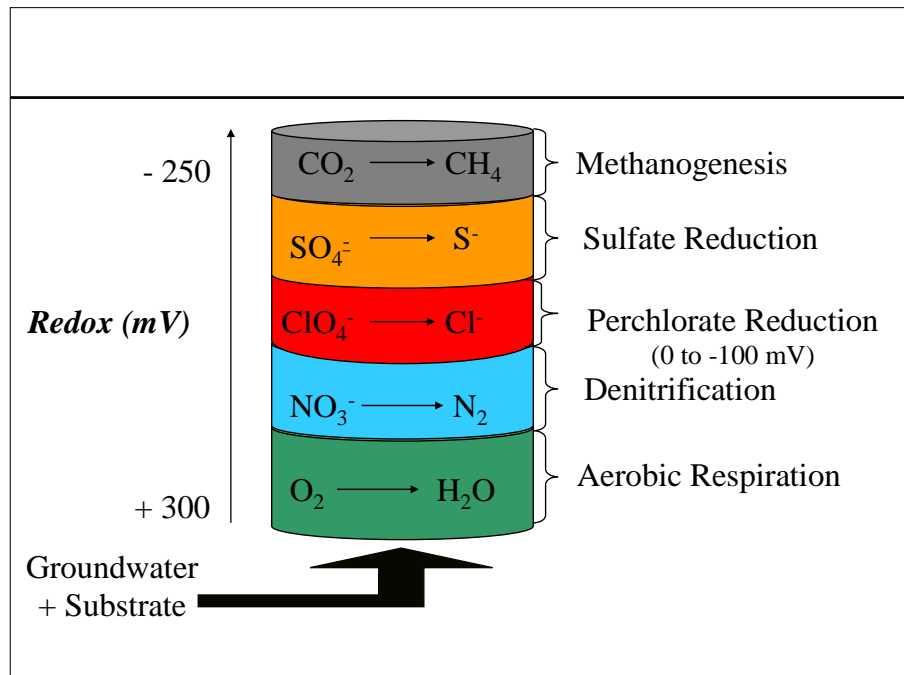 - 250
CO₂ → CH₄
Methanogenesis
SO₄⁻ → S⁻
Sulfate Reduction
Redox (mV)
ClO₄⁻ → Cl⁻
Perchlorate Reduction
(0 to -100 mV)
NO₃⁻ → N₂
Denitrification
O₂ → H₂O
Aerobic Respiration
+ 300
Groundwater
+ Substrate